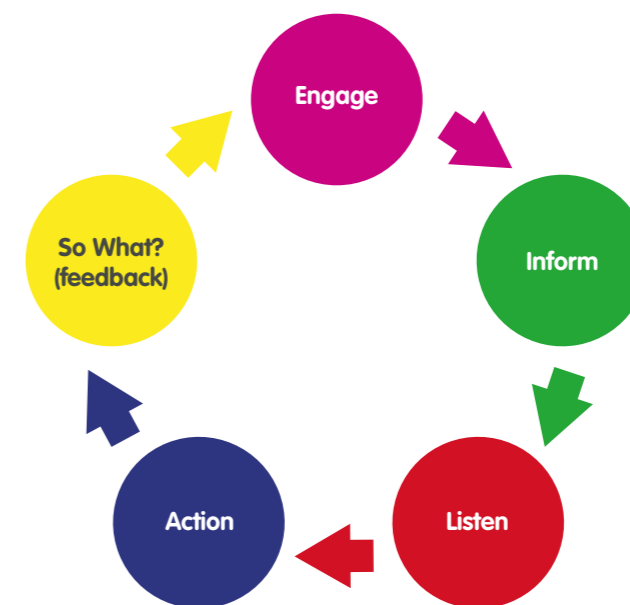 Engage
Inform
Listen
Action
So What?
(feedback)